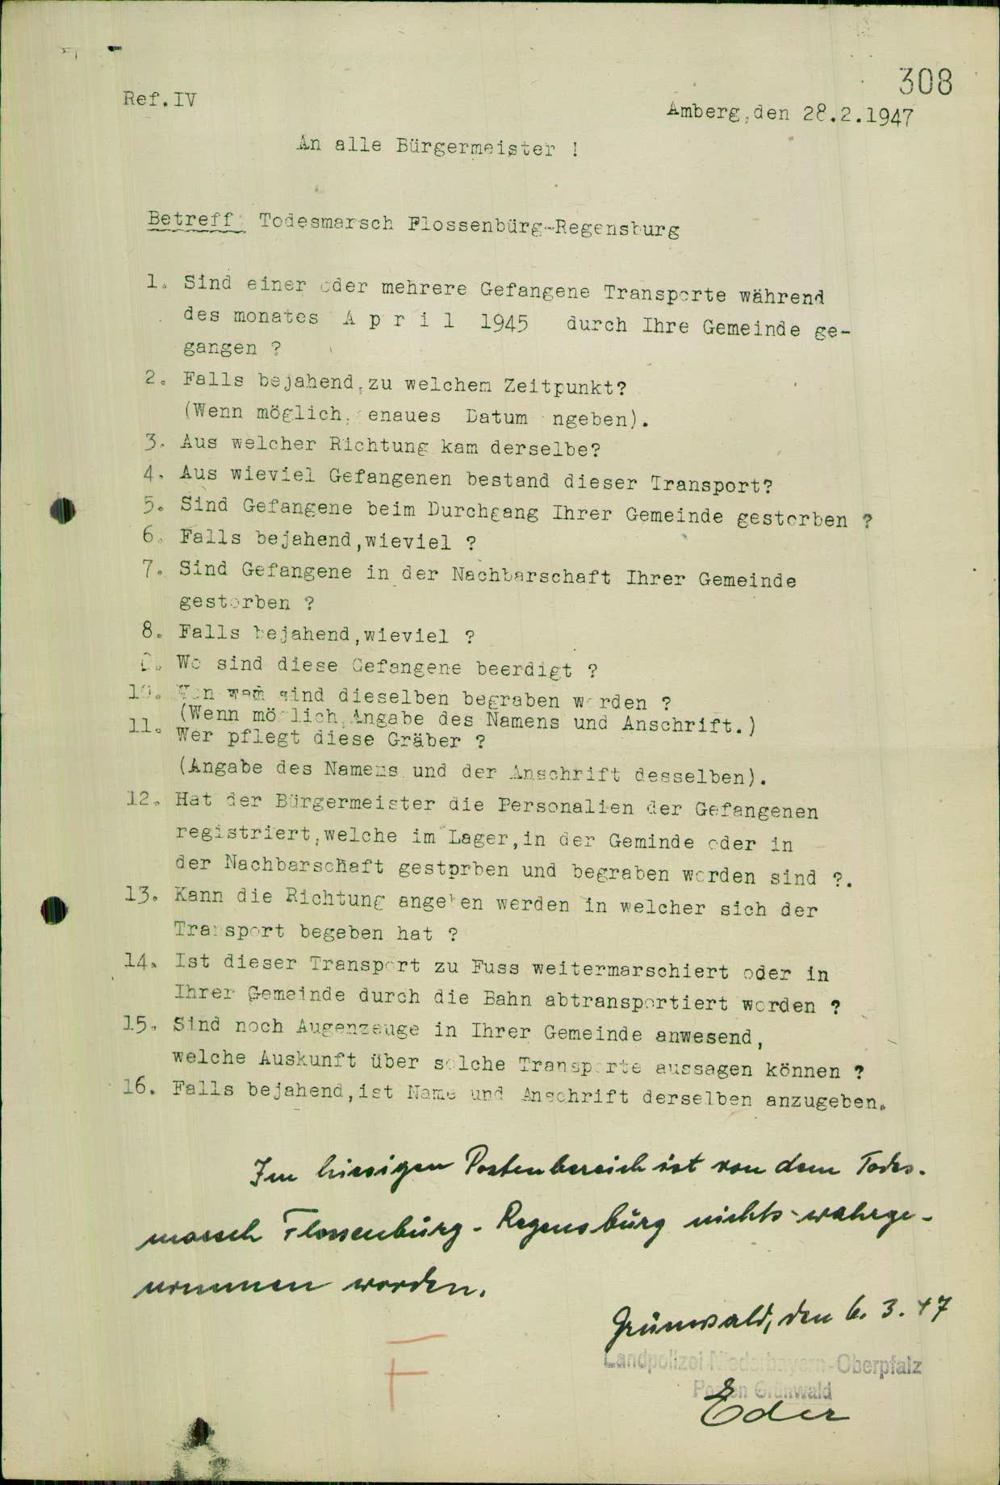 308
Ref.IV
Amberg,den 28.2.1947
An alle Bürgermeister !
Betreff: Todesmarsch Flossenbürg-Regensburg
1. Sind einer oder mehrere Gefangene Transporte während
des monates A p r i l 1945 durch Ihre Gemeinde ge-
gangen ?
2. Falls bejahend,zu welchem Zeitpunkt?
(Wenn möglich, enaues Datum ngeben).
3. Aus welcher Richtung kam derselbe?
4. Aus wieviel Gefangenen bestand dieser Transport?
5. Sind Gefangene beim Durchgang Ihrer Gemeinde gestorben ?
6. Falls bejahend,wieviel ?
7. Sind Gefangene in der Nachbarschaft Ihrer Gemeinde
gestorben ?
8. Falls bejahend,wieviel ?
9. Wo sind diese Gefangene beerdigt ?
10. Von wem sind dieselben begraben worden ?
(Wenn möglich,Angabe des Namens und Anschrift.)
11. Wer pflegt diese Gräber ?
(Angabe des Namens und der Anschrift desselben).
12. Hat der Bürgermeister die Personalien der Gefangenen
registriert,welche im Lager,in der Geminde oder in
der Nachbarschaft gestprben und begraben worden sind ?.
13. Kann die Richtung angeben werden in welcher sich der
Transport begeben hat ?
14. Ist dieser Transport zu Fuss weitermarschiert oder in
Ihrer Gemeinde durch die Bahn abtransportiert worden ?
15. Sind noch Augenzeuge in Ihrer Gemeinde anwesend,
welche Auskunft über solche Transporte aussagen können ?
16. Falls bejahend,ist Name und Anschrift derselben anzugeben.
Im hiesigen Postenbereich ist von dem Todes-
marsch Flossenbürg - Regensbürg nichts wahrge-
nommen worden.
Grünwald, den 6. 3. 47
F
Landpolizei Niederbayern-Oberpfalz
Posten Grünwald
Eder